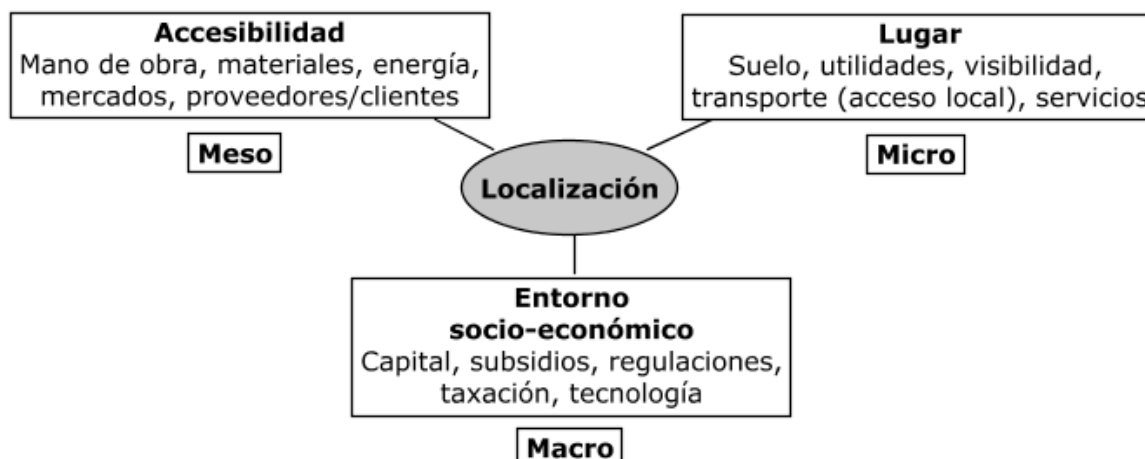 Accesibilidad
Mano de obra, materiales, energía,
mercados, proveedores/clientes
Meso
Lugar
Suelo, utilidades, visibilidad,
transporte (acceso local), servicios
Micro
Localización
Entorno
socio-económico
Capital, subsidios, regulaciones,
taxación, tecnología
Macro